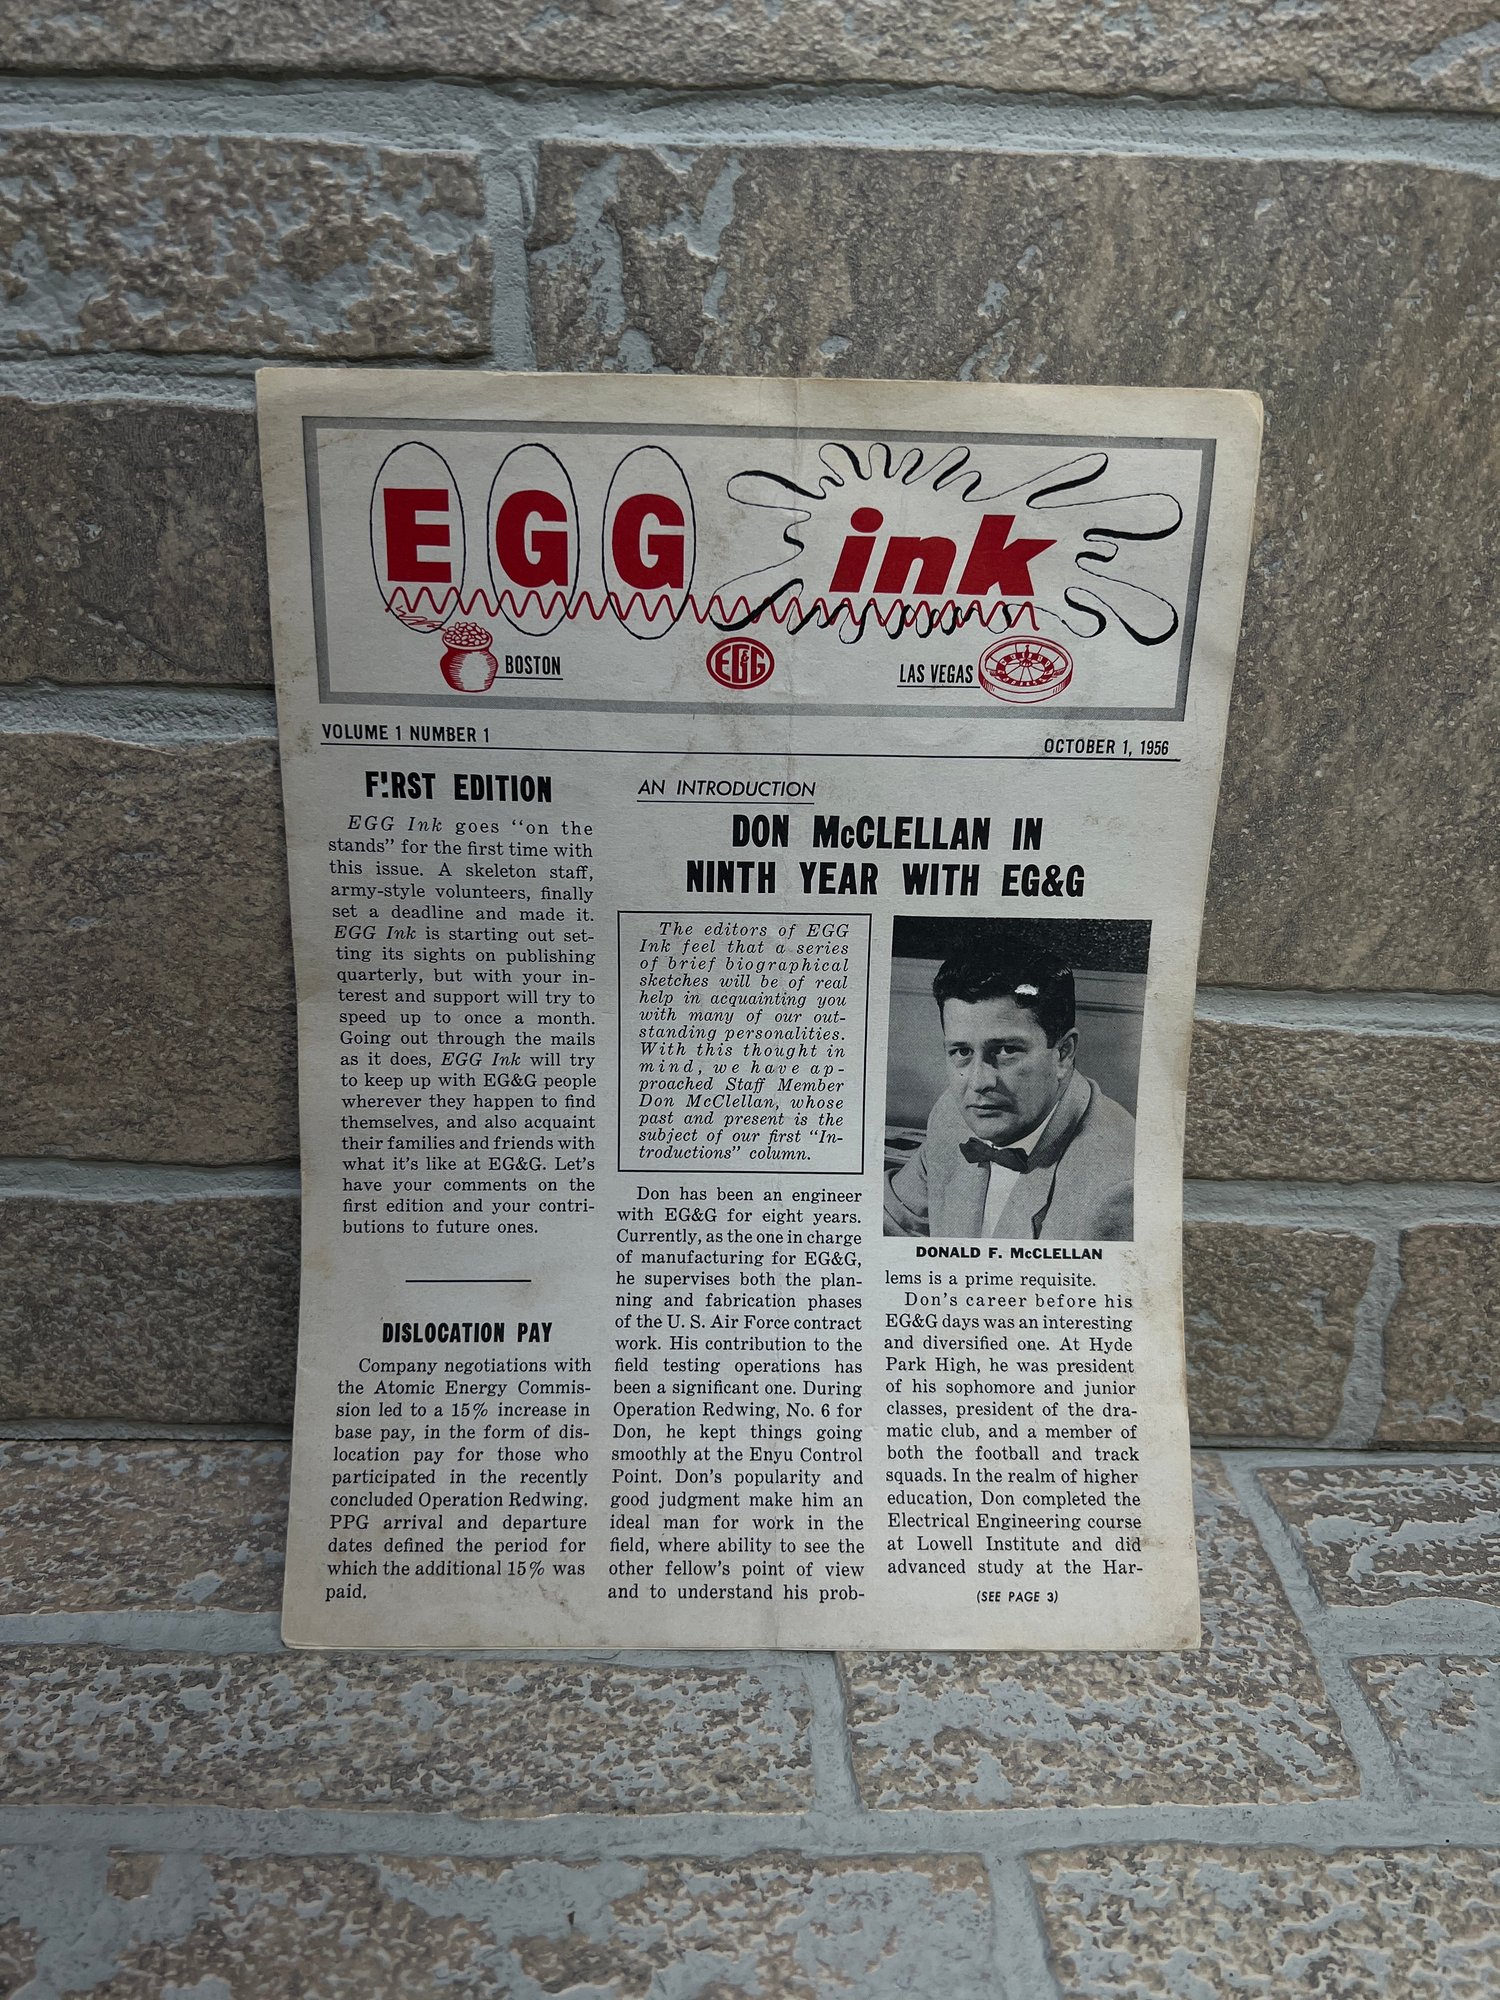 EGG ink
BOSTON
E&G
LAS VEGAS
VOLUME 1 NUMBER 1
OCTOBER 1, 1956
F!RST EDITION
EGG Ink goes “on the
stands” for the first time with
this issue. A skeleton staff,
army-style volunteers, finally
set a deadline and made it.
EGG Ink is starting out set-
ting its sights on publishing
quarterly, but with your in-
terest and support will try to
speed up to once a month.
Going out through the mails
as it does, EGG Ink will try
to keep up with EG&G people
wherever they happen to find
themselves, and also acquaint
their families and friends with
what it's like at EG&G. Let's
have your comments on the
first edition and your contri-
butions to future ones.
DISLOCATION PAY
Company negotiations with
the Atomic Energy Commis-
sion led to a 15% increase in
base pay, in the form of dis-
location pay for those who
participated in the recently
concluded Operation Redwing.
PPG arrival and departure
dates defined the period for
which the additional 15% was
paid.
AN INTRODUCTION
DON McCLELLAN IN
NINTH YEAR WITH EG&G
The editors of EGG
Ink feel that a series
of brief biographical
sketches will be of real
help in acquainting you
with many of our out-
standing personalities.
With this thought in
mind, we have ap-
proached Staff Member
Don McClellan, whose
past and present is the
subject of our first “In-
troductions” column.
Don has been an engineer
with EG&G for eight years.
Currently, as the one in charge
of manufacturing for EG&G,
he supervises both the plan-
ning and fabrication phases
of the U. S. Air Force contract
work. His contribution to the
field testing operations has
been a significant one. During
Operation Redwing, No. 6 for
Don, he kept things going
smoothly at the Enyu Control
Point. Don's popularity and
good judgment make him an
ideal man for work in the
field, where ability to see the
other fellow's point of view
and to understand his prob-
DONALD F. McCLELLAN
lems is a prime requisite.
Don's career before his
EG&G days was an interesting
and diversified one. At Hyde
Park High, he was president
of his sophomore and junior
classes, president of the dra-
matic club, and a member of
both the football and track
squads. In the realm of higher
education, Don completed the
Electrical Engineering course
at Lowell Institute and did
advanced study at the Har-
(SEE PAGE 3)